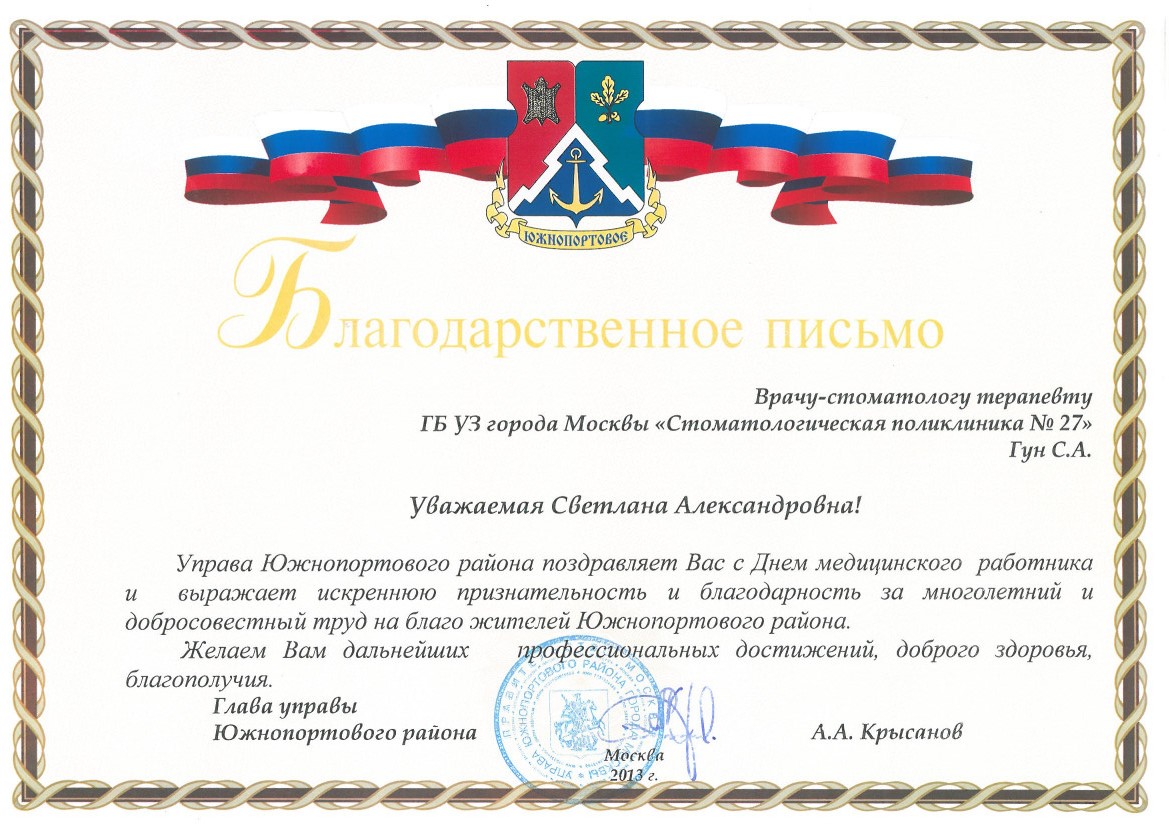 ЮЖНОПОРТОВОЕ
Благодарственное письмо
Врачу-стоматологу терапевту
ГБ УЗ города Москвы «Стоматологическая поликлиника № 27»
Гун С.А.
Уважаемая Светлана Александровна!
Управа Южнопортового района поздравляет Вас с Днем медицинского работника
и выражает искреннюю признательность и благодарность за многолетний и
добросовестный труд на благо жителей Южнопортового района.
Желаем Вам дальнейших профессиональных достижений, доброго здоровья,
благополучия.
Глава управы
Южнопортового района
А.А. Крысанов
УПРАВА ЮЖНОПОРТОВОГО РАЙОНА ГОРОДА МОСКВЫ
Москва
2013 г.